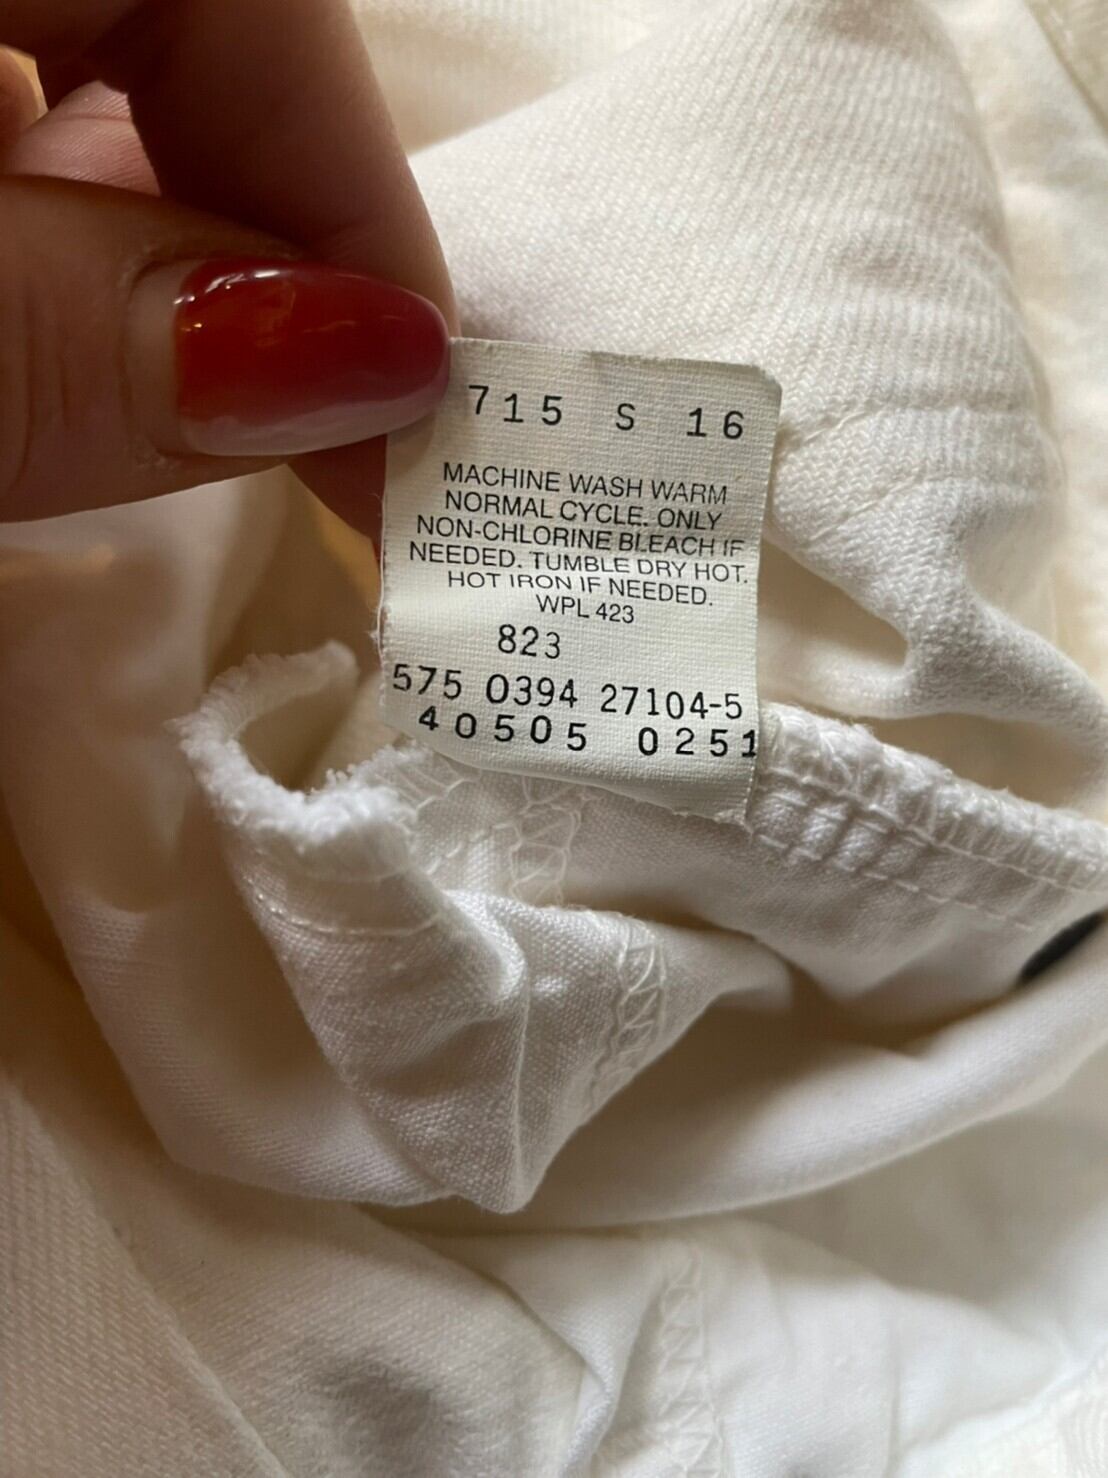 715 S 16
MACHINE WASH WARM
NORMAL CYCLE. ONLY
NON-CHLORINE BLEACH IF
NEEDED. TUMBLE DRY HOT.
HOT IRON IF NEEDED.
WPL 423
823
575 0394 27104-5
40505 0251